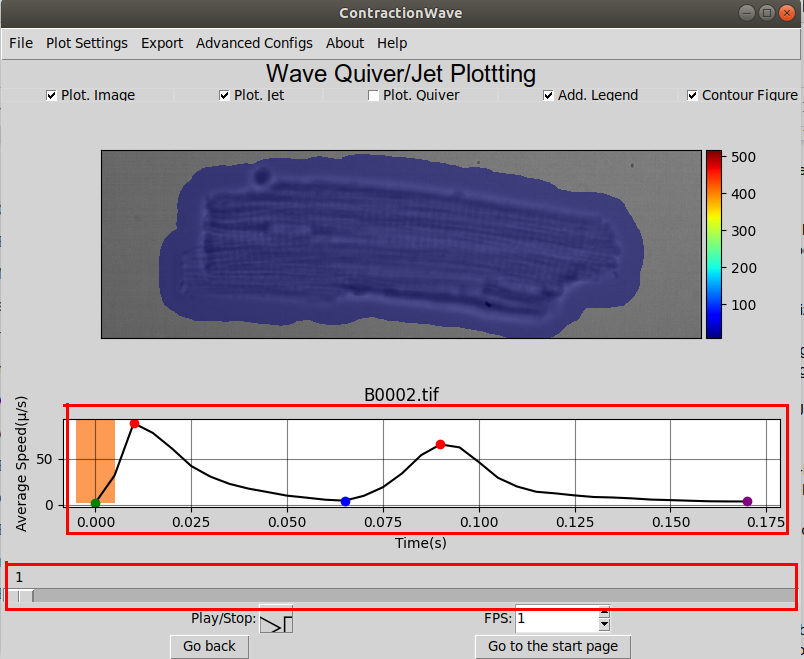 ContractionWave
File Plot Settings Export Advanced Configs About Help
Wave Quiver/Jet Plottting
Plot. Image Plot. Jet Plot. Quiver Add. Legend Contour Figure
500
400
300
200
100
B0002.tif
Average Speed(μ/s)
50
0
0.000 0.025 0.050 0.075 0.100 0.125 0.150 0.175
Time(s)
1
Play/Stop: FPS: 1
Go back Go to the start page